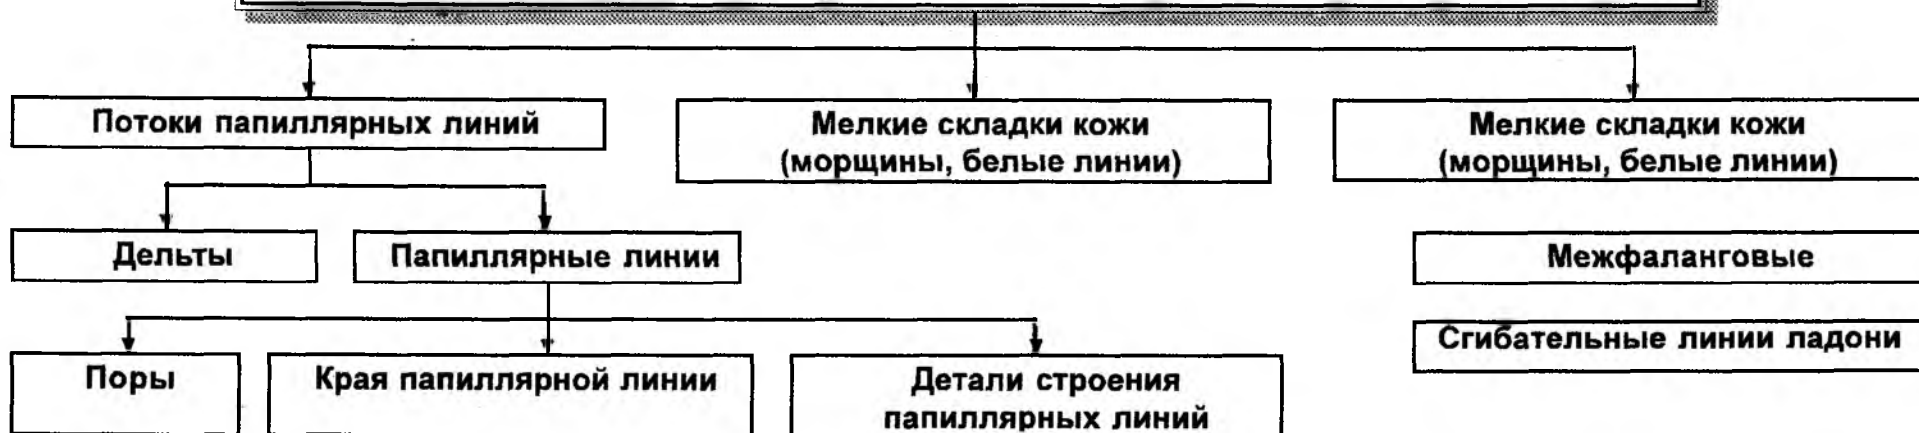 Потоки папиллярных линий
Мелкие складки кожи
(морщины, белые линии)
Мелкие складки кожи
(морщины, белые линии)
Дельты
Папиллярные линии
Межфаланговые
Сгибательные линии ладони
Поры
Края папиллярной линии
Детали строения
папиллярных линий